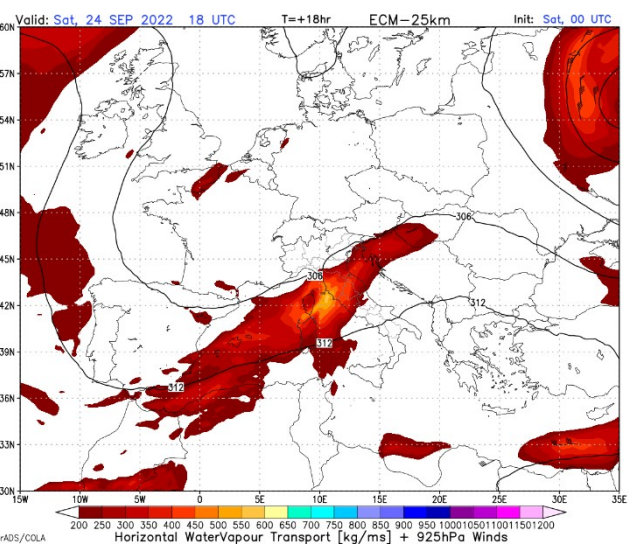 Valid: Sat, 24 SEP 2022 18 UTC T=+18hr ECM-25km Init: Sat, 00 UTC
60N
57N
54N
51N
48N
45N
42N
39N
36N
33N
30N
308
308
312
312
312
15W 10W 5W 0 5E 10E 15E 20E 25E 30E 35E
200 250 300 350 400 450 500 550 600 650 700 750 800 850 900 950 1000 1050 1100 1150 1200
rADS/COLA Horizontal WaterVapour Transport [kg/ms] + 925hPa Winds